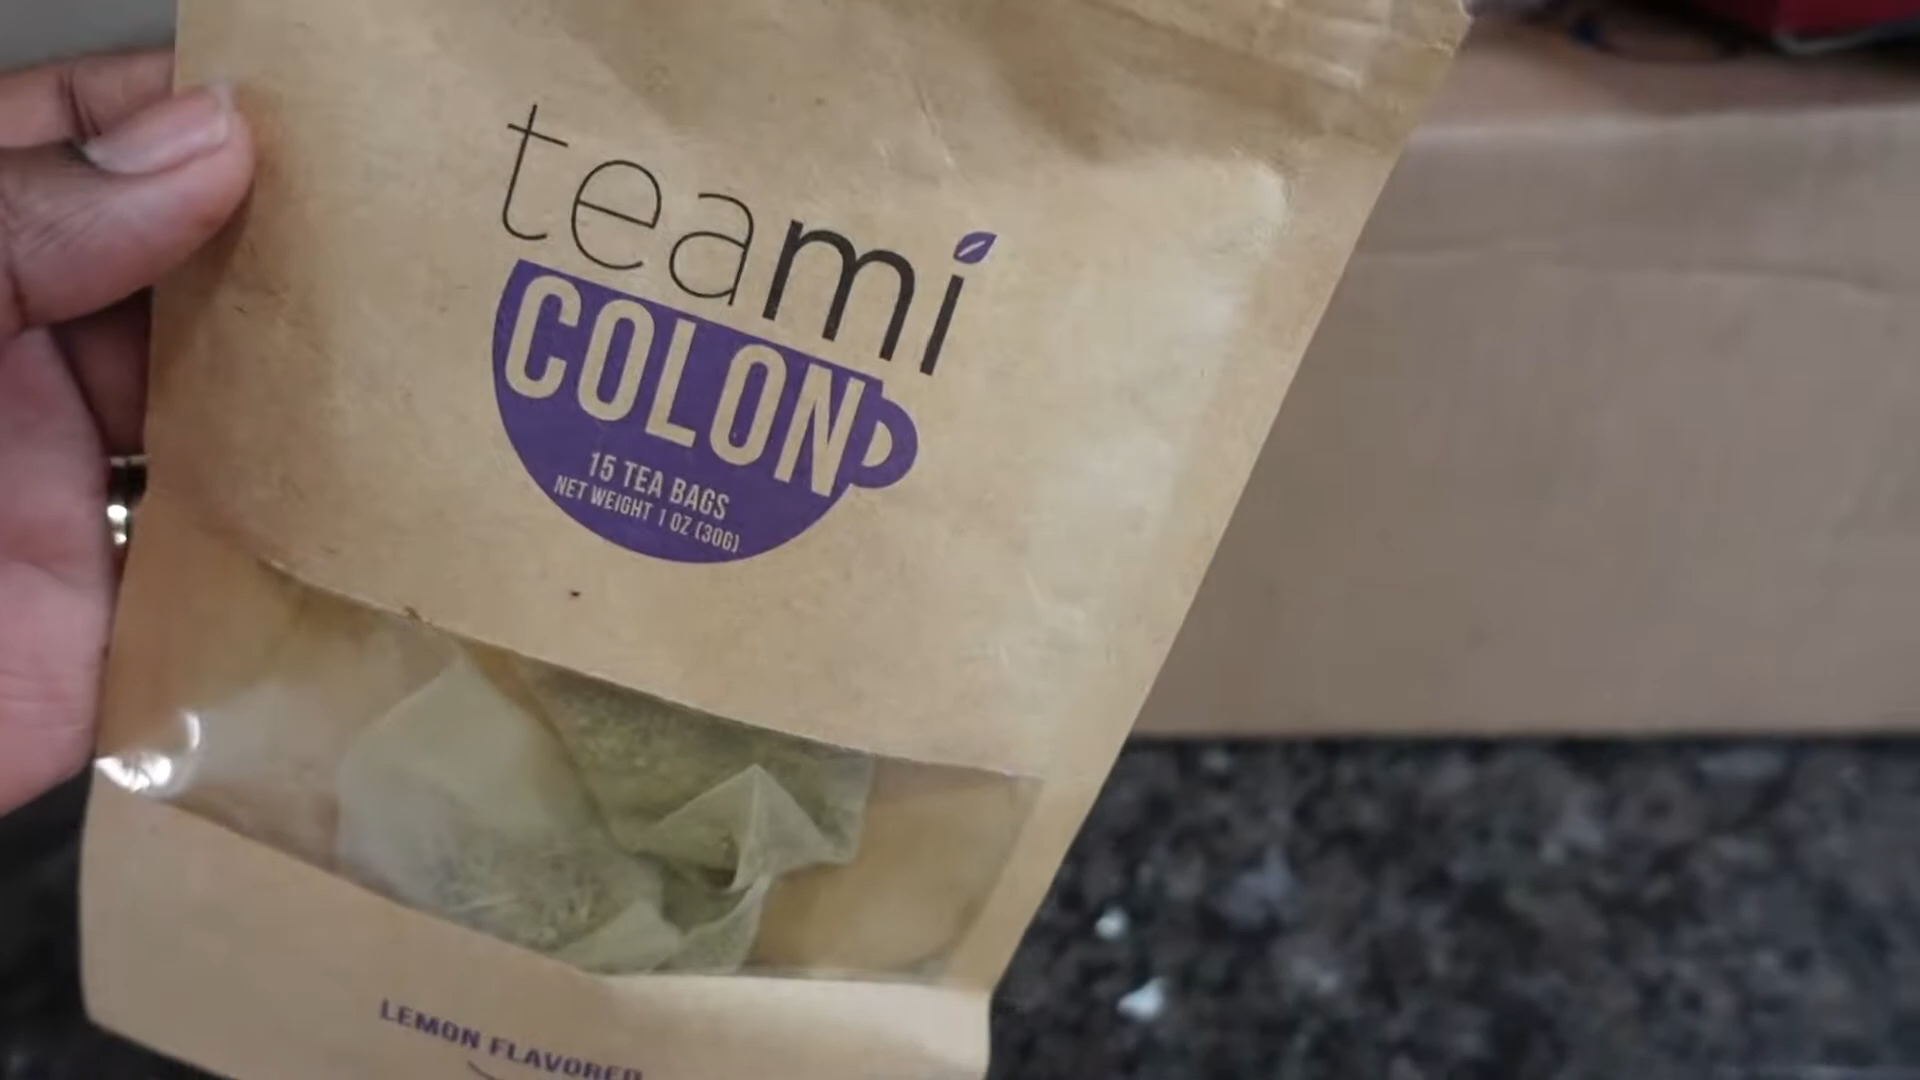 teami
COLON
15 TEA BAGS
NET WEIGHT 1 OZ (30G)
LEMON FLAVORED